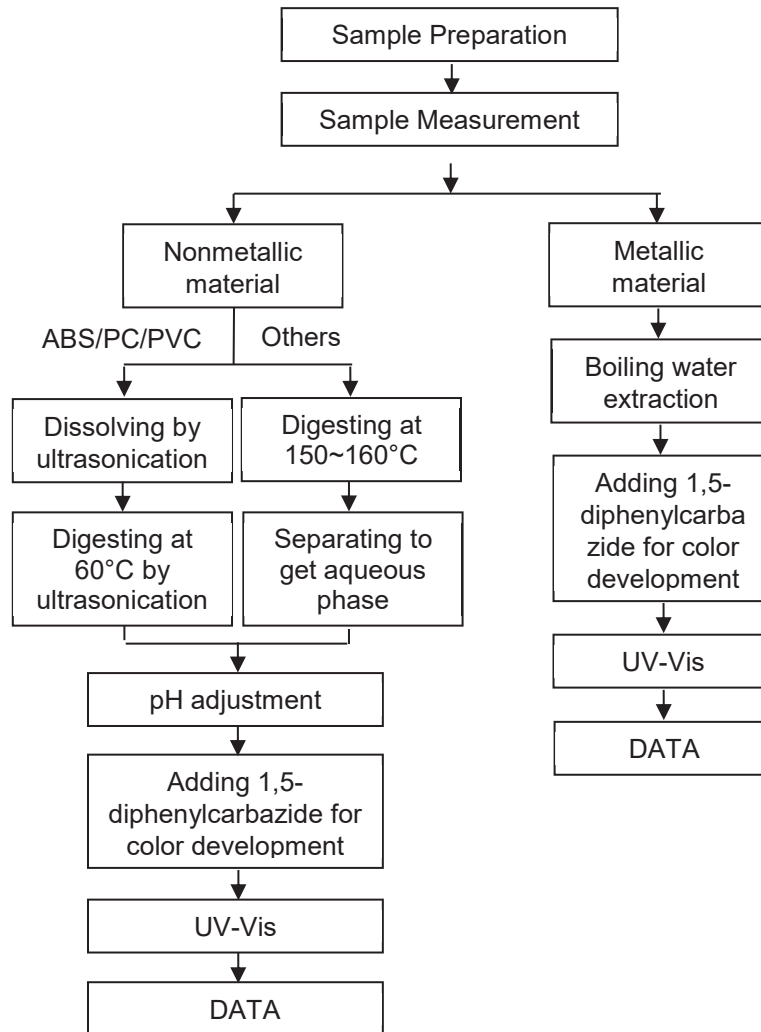 Sample Preparation
Sample Measurement
Nonmetallic
material
Metallic
material
ABS/PC/PVC
Others
Boiling water
extraction
Dissolving by
ultrasonication
Digesting at
150~160°C
Adding 1,5-
diphenylcarba
zide for color
development
Digesting at
60°C by
ultrasonication
Separating to
get aqueous
phase
UV-Vis
pH adjustment
DATA
Adding 1,5-
diphenylcarbazide for
color development
UV-Vis
DATA